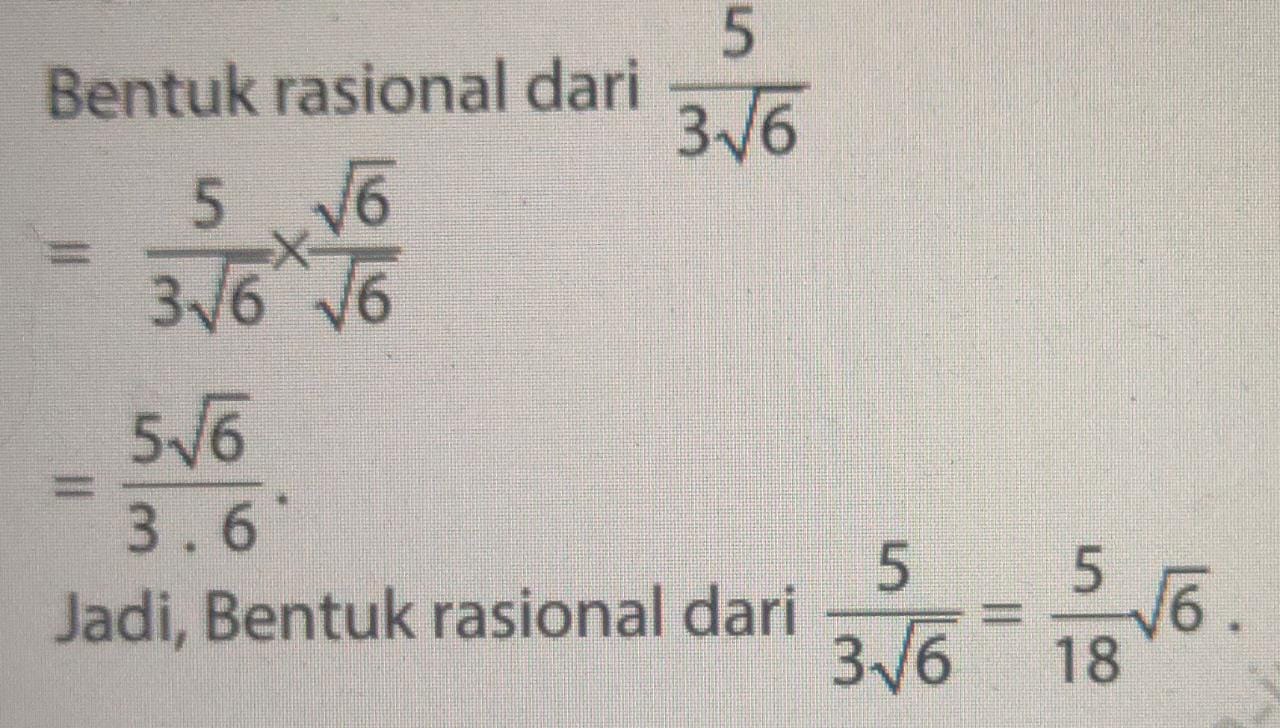 Bentuk rasional dari 5/3√6
= 5/3√6 × √6/√6
= 5√6/3 . 6.
Jadi, Bentuk rasional dari 5/3√6 = 5/18 √6 .